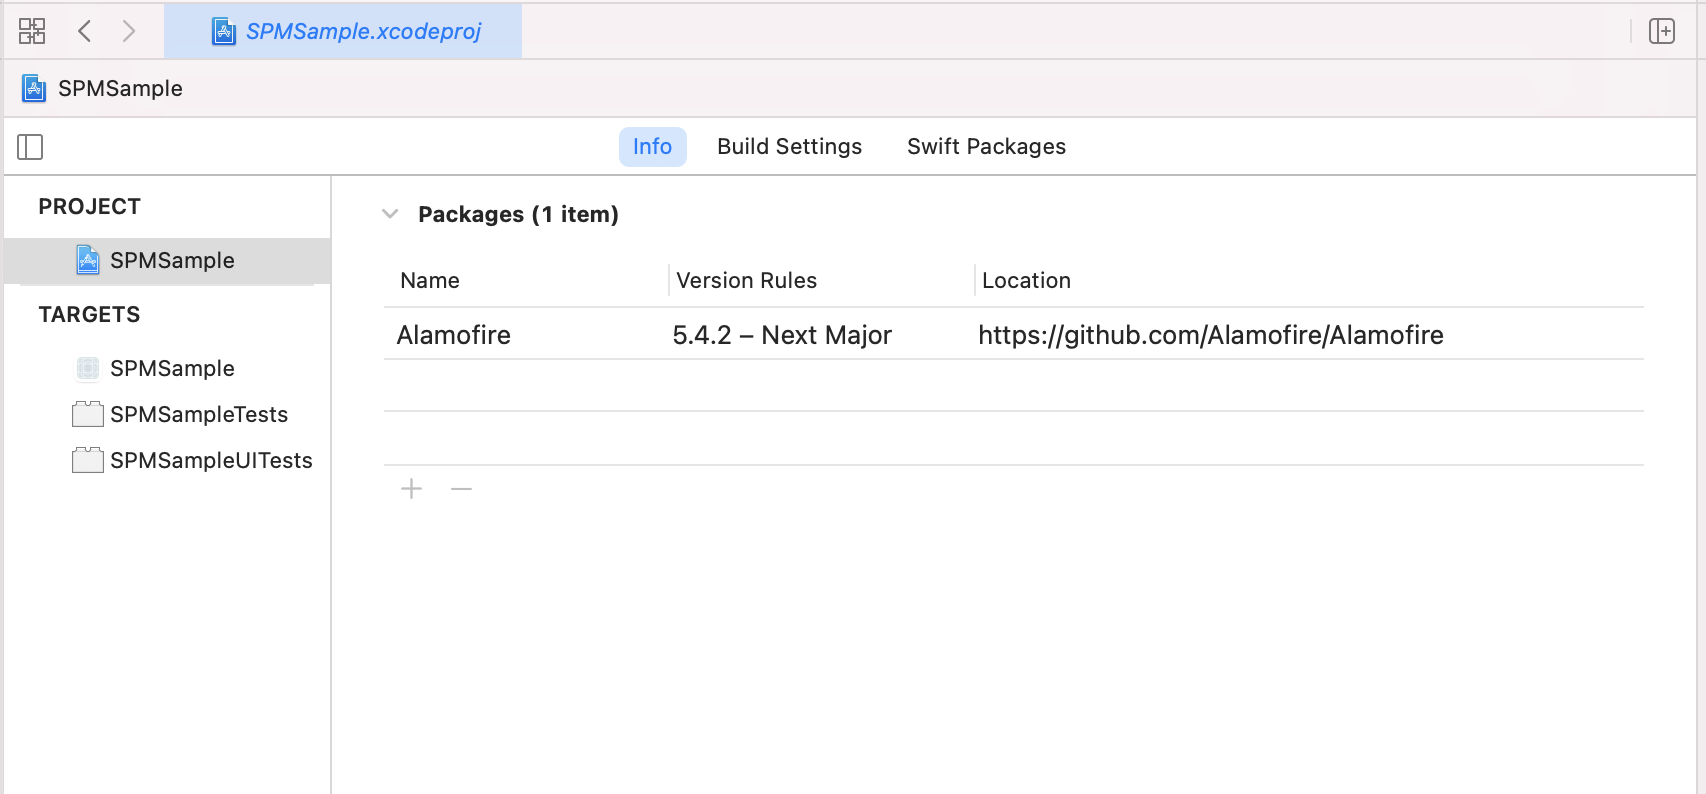 SPMSample.xcodeproj
SPMSample
Info Build Settings Swift Packages
PROJECT
SPMSample
TARGETS
SPMSample
SPMSampleTests
SPMSampleUITests
Packages (1 item)
Name Version Rules Location
Alamofire 5.4.2 – Next Major https://github.com/Alamofire/Alamofire